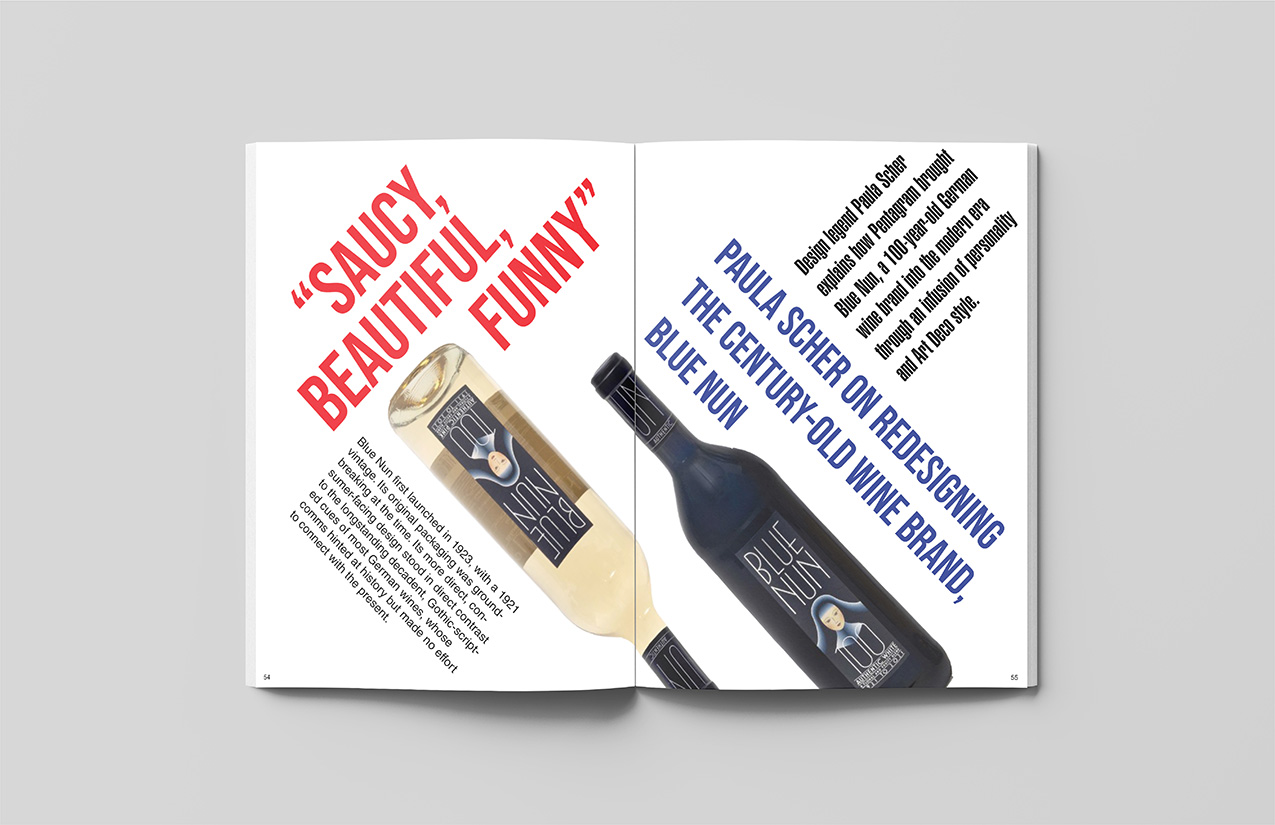 “SAUCY,
BEAUTIFUL,
FUNNY”
Blue Nun first launched in 1923, with a 1921
vintage. Its original packaging was ground-
breaking at the time. Its more direct, con-
sumer-facing design stood in direct contrast
to the longstanding decadent, Gothic-script-
ed cues of most German wines, whose
comms hinted at history but made no effort
to connect with the present.
BLUE
NUN
100
54
Design legend Paula Scher
explains how Pentagram brought
Blue Nun, a 100-year-old German
wine brand into the modern era
through an infusion of personality
and Art Deco style.
PAULA SCHER ON REDESIGNING
THE CENTURY-OLD WINE BRAND,
BLUE NUN
AUTHENTIC
BLUE
NUN
100
AUTHENTIC WHITE
55